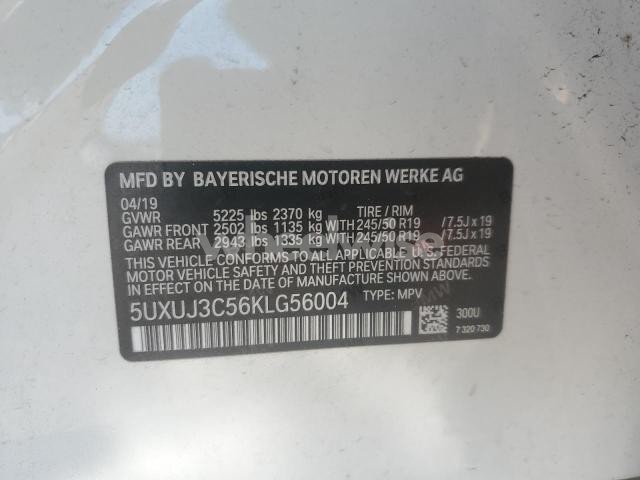 MFD BY BAYERISCHE MOTOREN WERKE AG
04/19
GVWR 5225 lbs 2370 kg TIRE / RIM
GAWR FRONT 2502 lbs 1135 kg WITH 245/50 R19 /7.5J x 19
GAWR REAR 2943 lbs 1335 kg WITH 245/50 R19 /7.5J x 19
THIS VEHICLE CONFORMS TO ALL APPLICABLE U.S. FEDERAL
MOTOR VEHICLE SAFETY, BUMPER, AND THEFT PREVENTION STANDARDS
IN EFFECT ON THE DATE OF MANUFACTURE SHOWN ABOVE.
5UXUJ3C56KLG56004 TYPE: MPV
300U
7 320 730